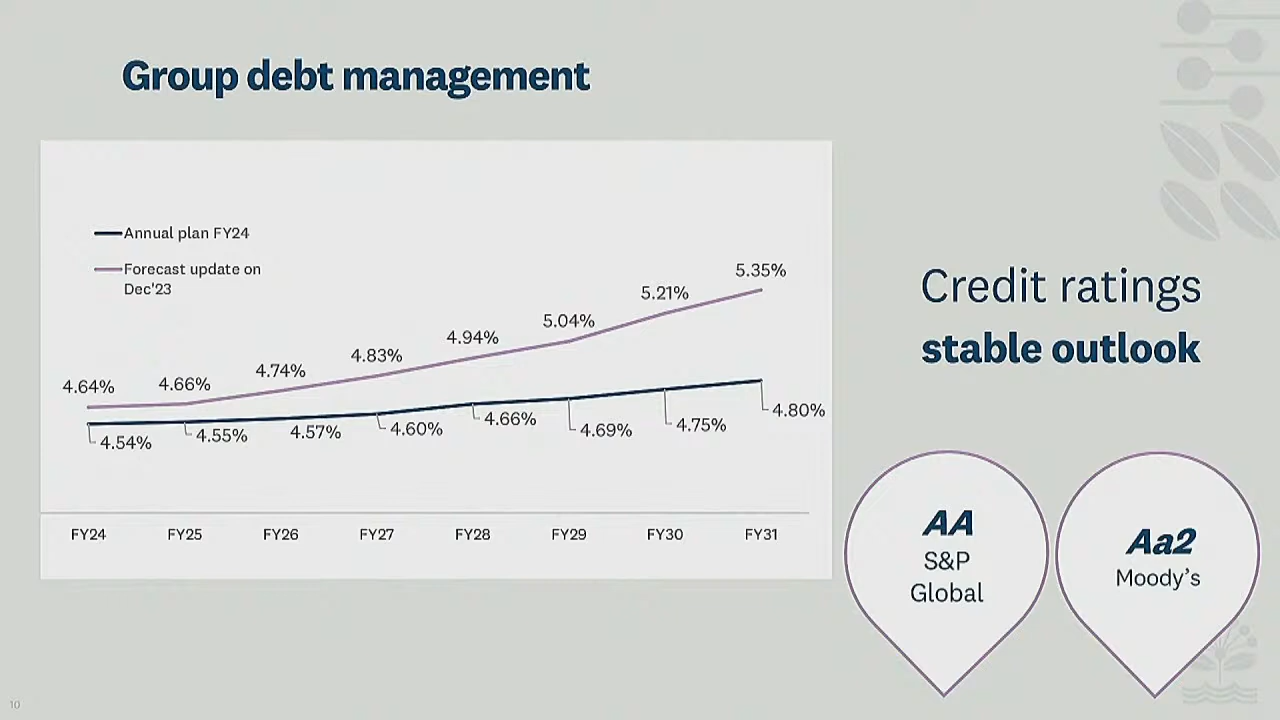 Group debt management
Annual plan FY24
Forecast update on
Dec'23
4.64%
4.66%
4.74%
4.83%
4.94%
5.04%
5.21%
5.35%
4.54%
4.55%
4.57%
4.60%
4.66%
4.69%
4.75%
4.80%
FY24 FY25 FY26 FY27 FY28 FY29 FY30 FY31
Credit ratings
stable outlook
AA
S&P
Global
Aa2
Moody's
10